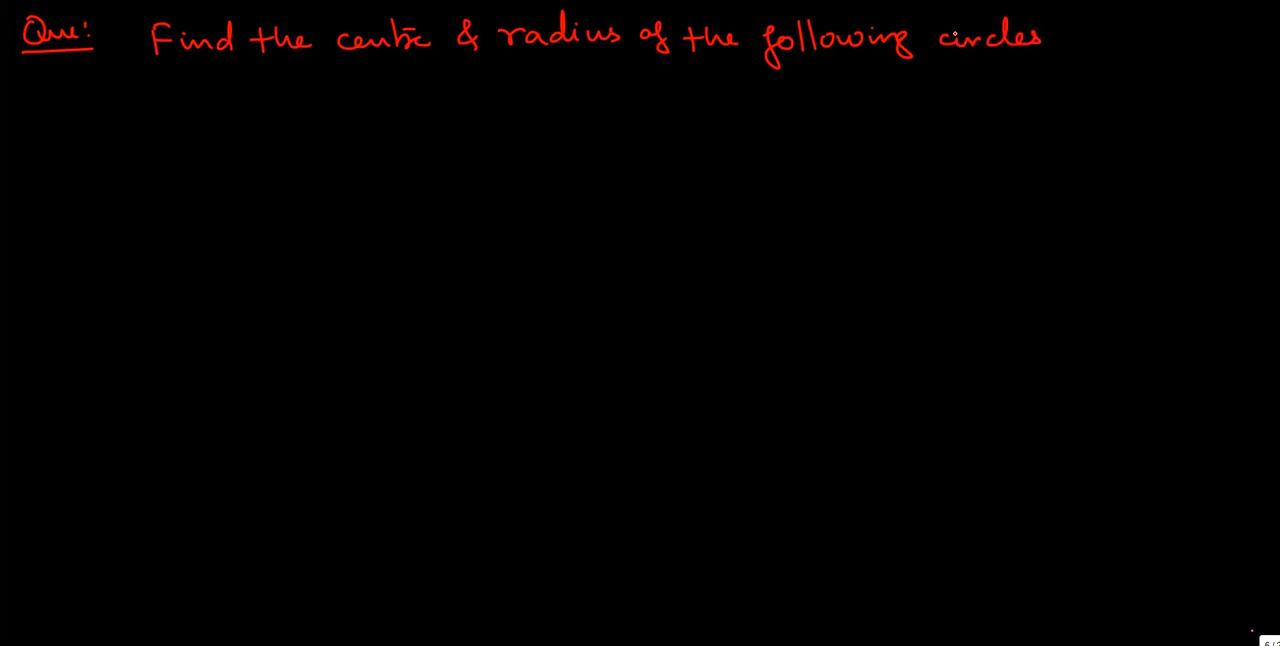 Que: Find the centre & radius of the following circles